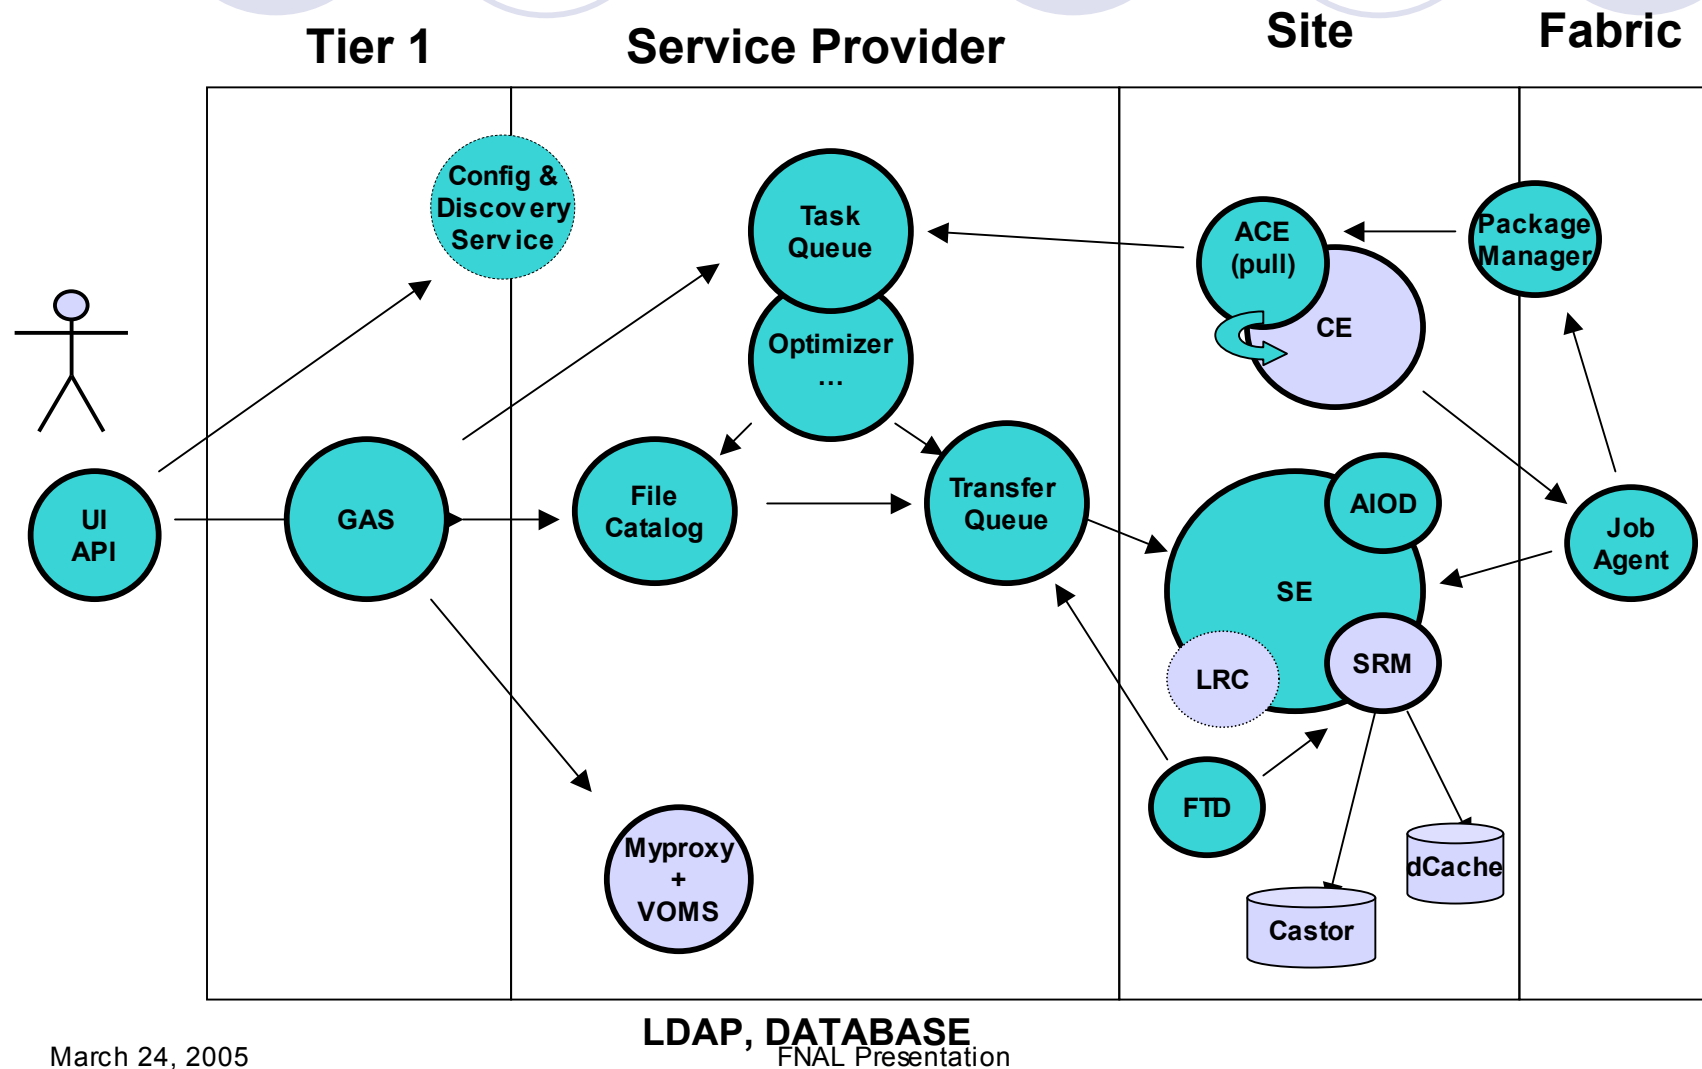 Tier 1
Service Provider
Site
Fabric
Config &
Discovery
Service
Task
Queue
ACE
(pull)
Package
Manager
CE
Optimizer
...
UI
API
GAS
File
Catalog
Transfer
Queue
AIOD
Job
Agent
SE
LRC
SRM
FTD
Myproxy
+
VOMS
dCache
Castor
LDAP, DATABASE
March 24, 2005
FNAL Presentation